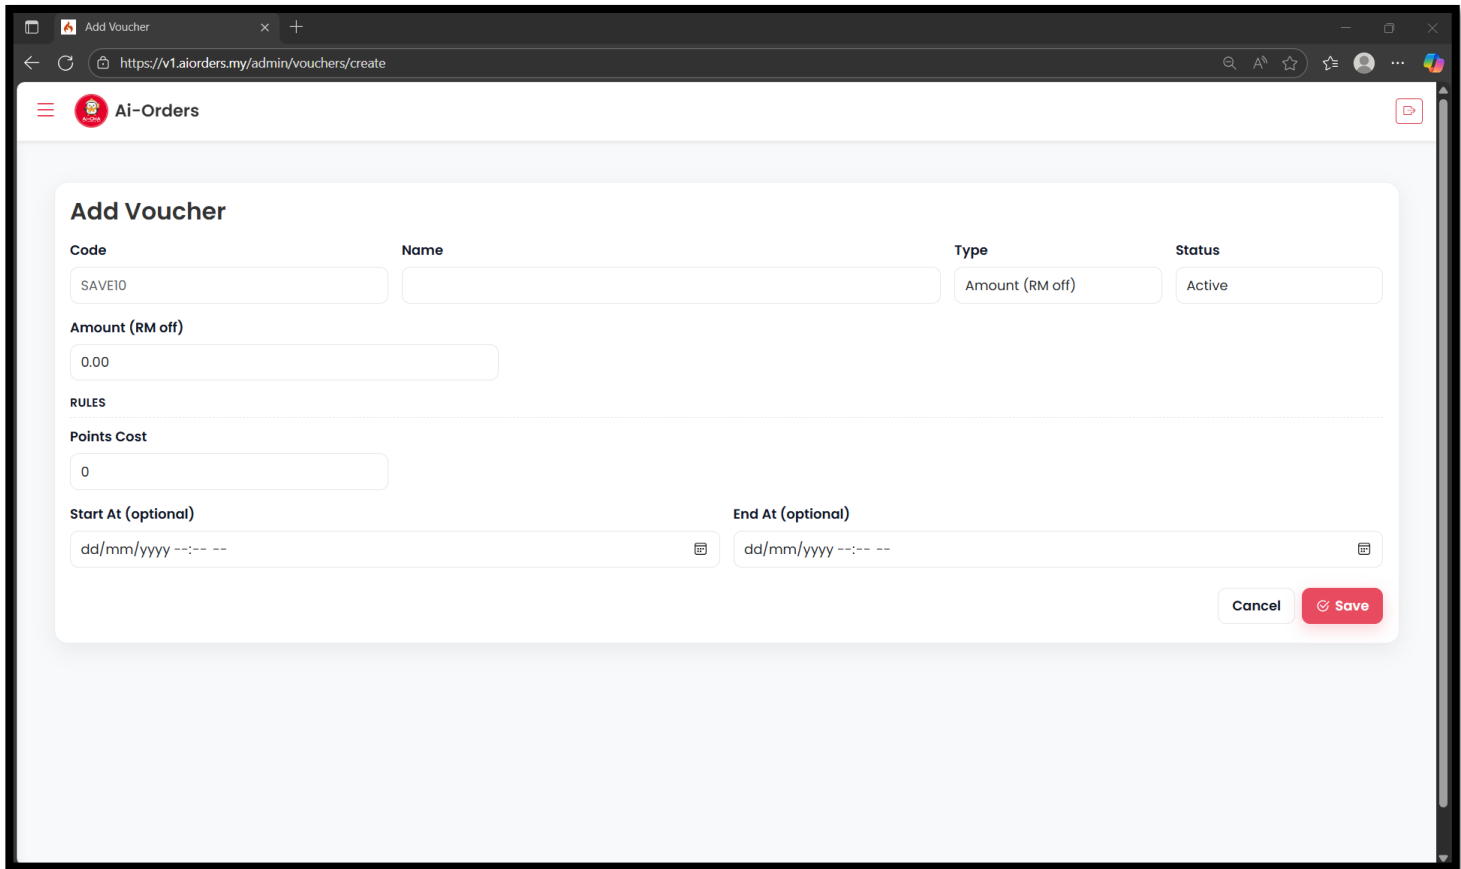 Add Voucher
https://v1.aiorders.my/admin/vouchers/create
Ai-Orders
Add Voucher
Code Name Type Status
SAVE10 Amount (RM off) Active
Amount (RM off)
0.00
RULES
Points Cost
0
Start At (optional) End At (optional)
dd/mm/yyyy --:-- -- dd/mm/yyyy --:-- --
Cancel Save